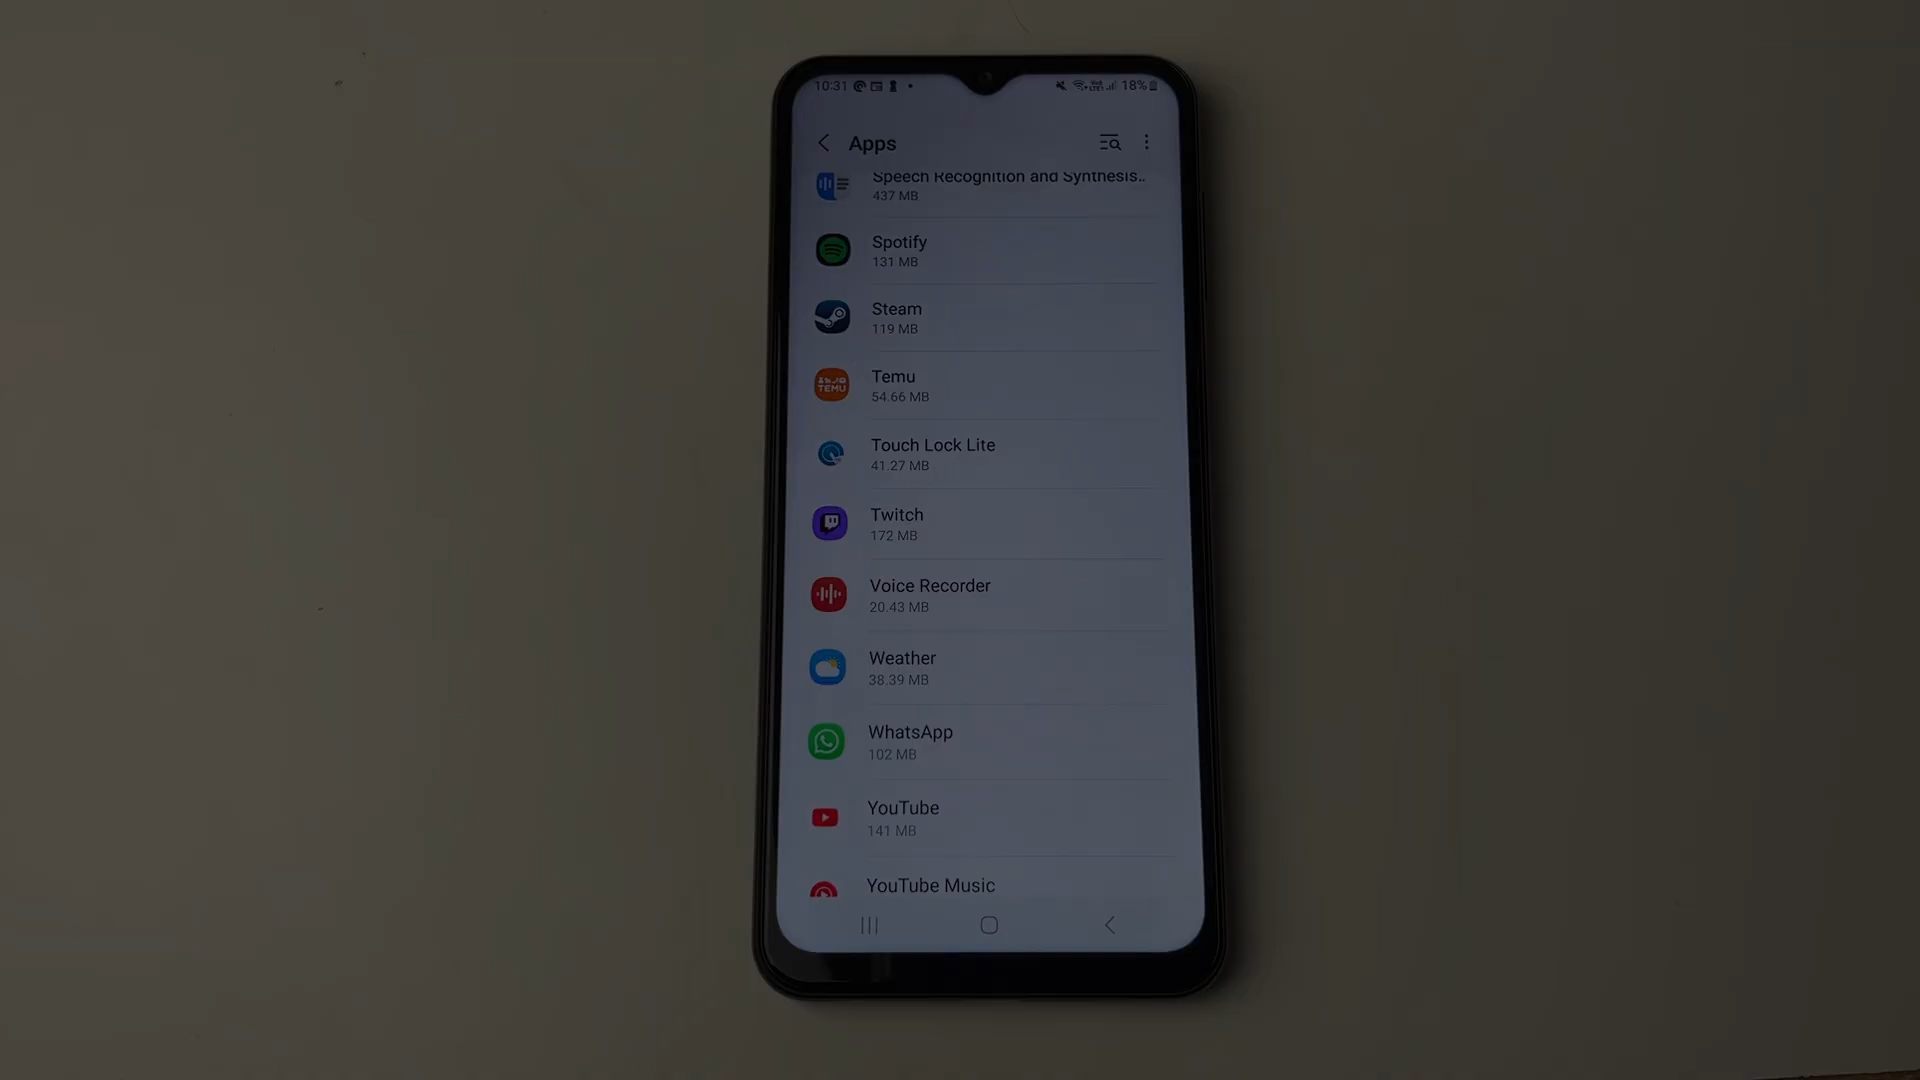 10:31
18%
Apps
Speech Recognition and Synthesis..
437 MB
Spotify
131 MB
Steam
119 MB
TEMU
Temu
54.66 MB
Touch Lock Lite
41.27 MB
Twitch
172 MB
Voice Recorder
20.43 MB
Weather
38.39 MB
WhatsApp
102 MB
YouTube
141 MB
YouTube Music